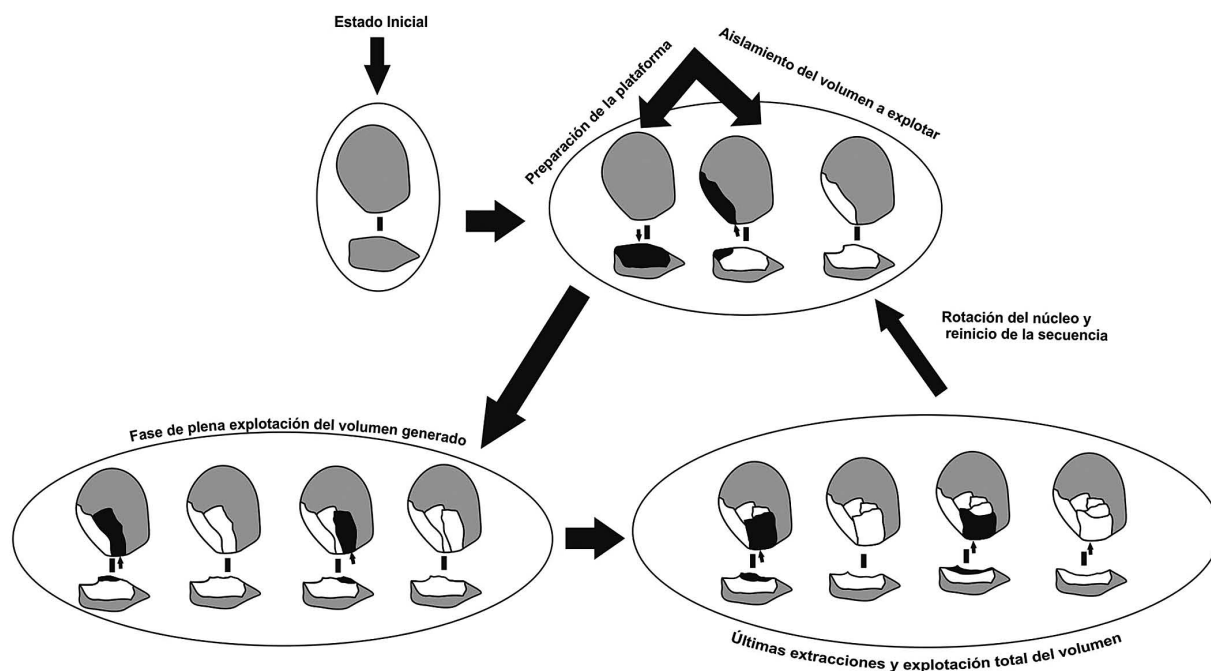 Estado Inicial
Preparación de la plataforma
Aislamiento del volumen a explotar
Rotación del núcleo y
reinicio de la secuencia
Fase de plena explotación del volumen generado
Últimas extracciones y explotación total del volumen